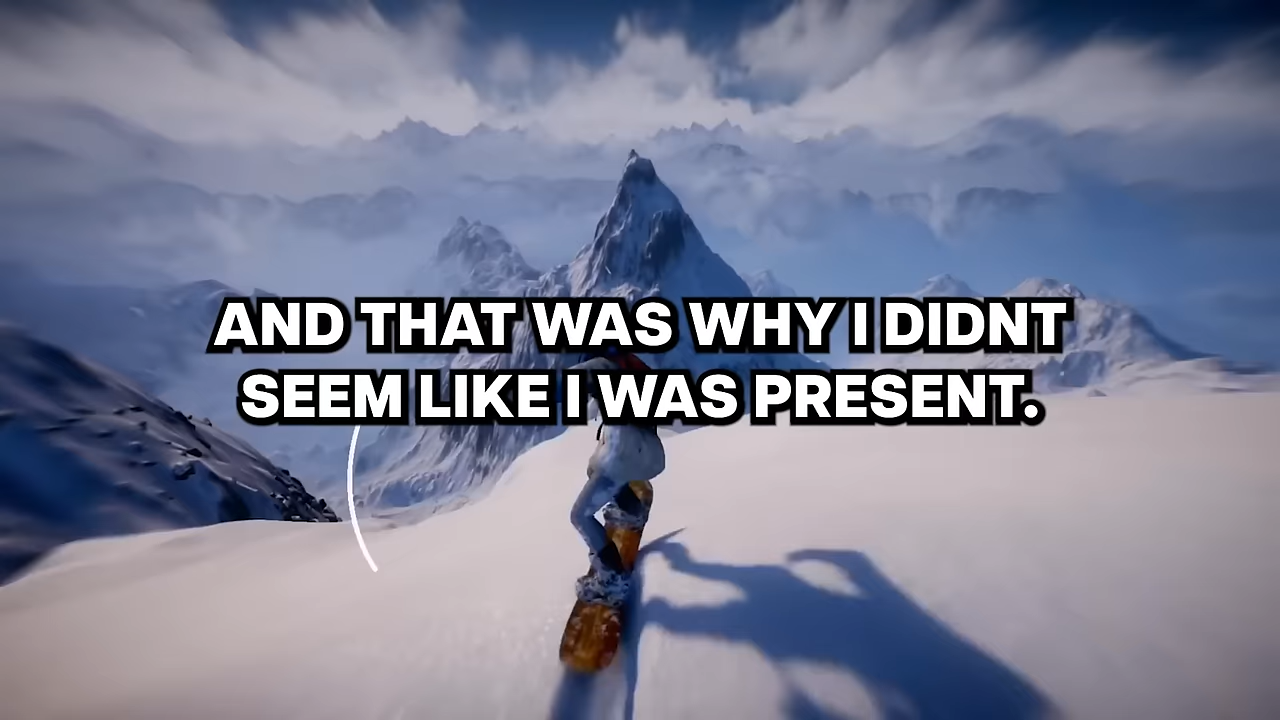 AND THAT WAS WHY I DIDNT
SEEM LIKE I WAS PRESENT.